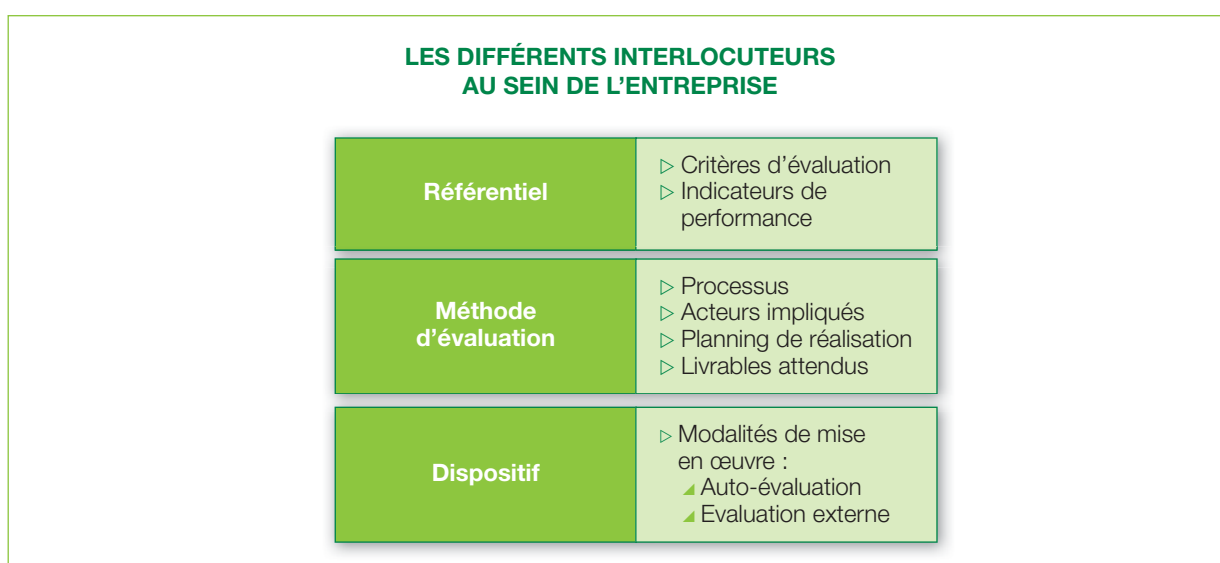 LES DIFFÉRENTS INTERLOCUTEURS
AU SEIN DE L'ENTREPRISE
Référentiel
▷ Critères d'évaluation
▷ Indicateurs de
performance
Méthode
d'évaluation
▷ Processus
▷ Acteurs impliqués
▷ Planning de réalisation
▷ Livrables attendus
Dispositif
▷ Modalités de mise
en œuvre :
◢ Auto-évaluation
◢ Evaluation externe